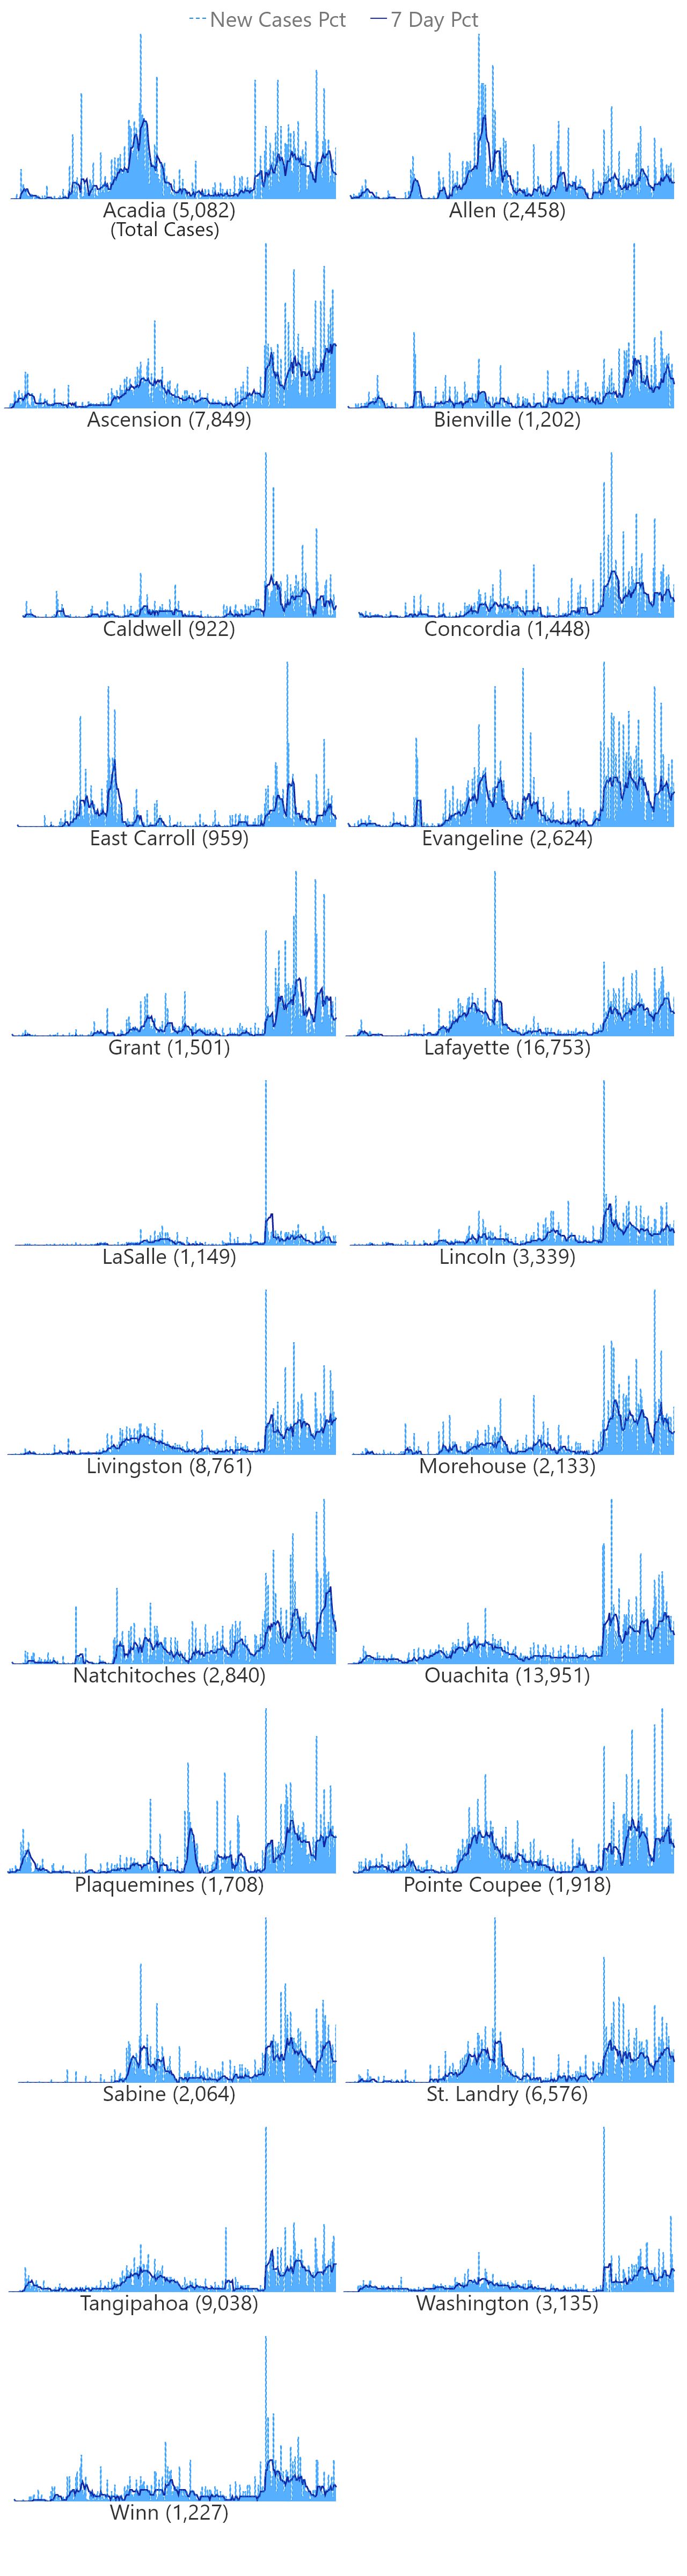 New Cases Pct 7 Day Pct
Acadia (5,082) Allen (2,458)
(Total Cases)
Ascension (7,849) Bienville (1,202)
Caldwell (922) Concordia (1,448)
East Carroll (959) Evangeline (2,624)
Grant (1,501) Lafayette (16,753)
LaSalle (1,149) Lincoln (3,339)
Livingston (8,761) Morehouse (2,133)
Natchitoches (2,840) Ouachita (13,951)
Plaquemines (1,708) Pointe Coupee (1,918)
Sabine (2,064) St. Landry (6,576)
Tangipahoa (9,038) Washington (3,135)
Winn (1,227)